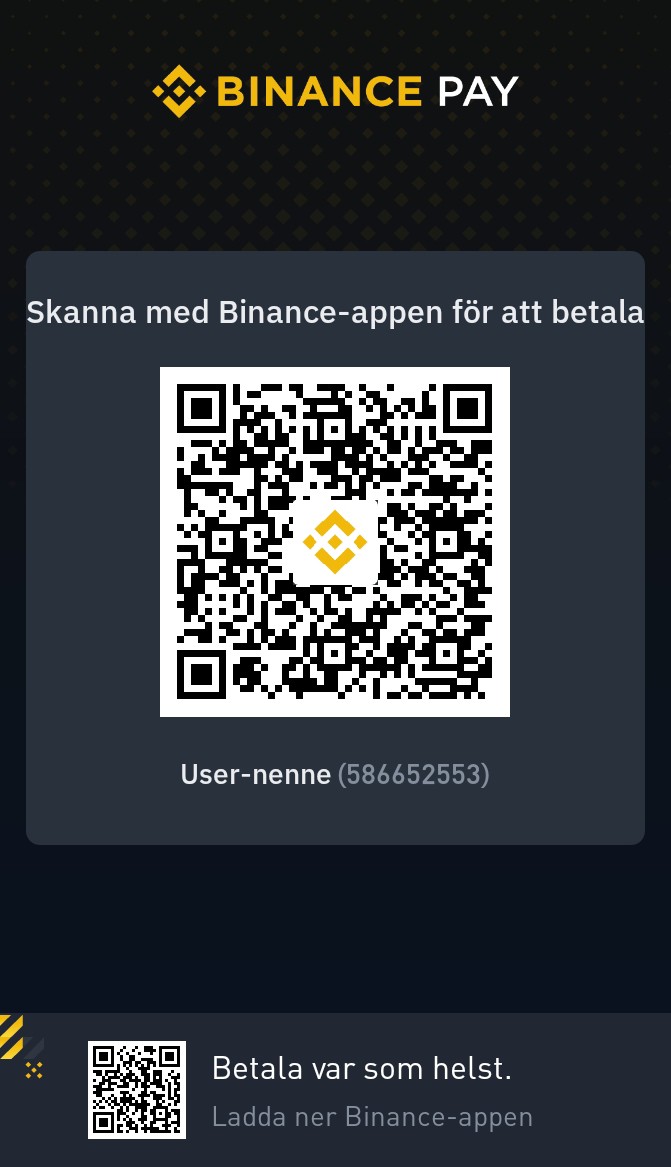 BINANCE PAY
Skanna med Binance-appen för att betala
User-nenne (586652553)
Betala var som helst.
Ladda ner Binance-appen